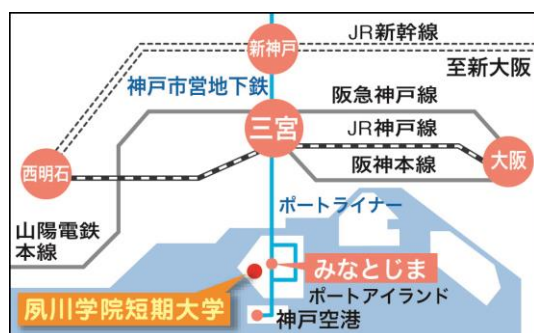 JR新幹線
新神戸
至新大阪
神戸市営地下鉄
阪急神戸線
三宮
JR神戸線
大阪
西明石
阪神本線
ポートライナー
山陽電鉄
本線
みなとじま
ポートアイランド
夙川学院短期大学
神戸空港